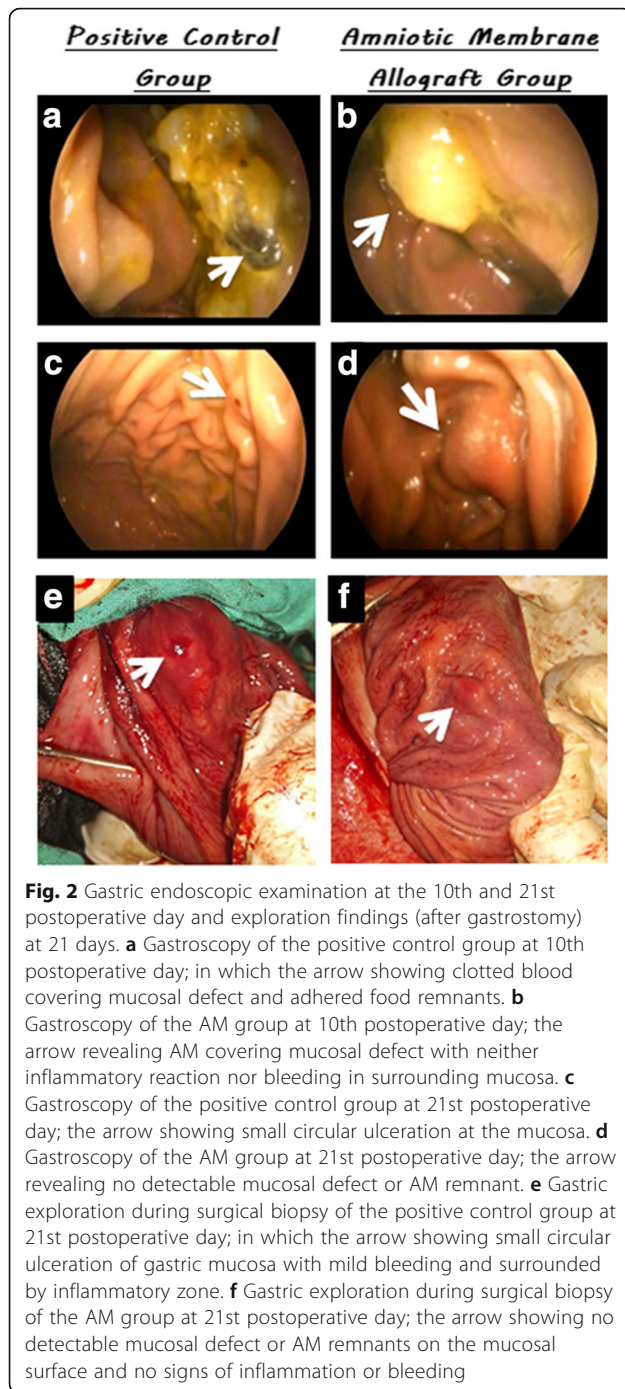 Positive Control
Group
Amniotic Membrane
Allograft Group
a
b
c
d
e
f
Fig. 2 Gastric endoscopic examination at the 10th and 21st
postoperative day and exploration findings (after gastrostomy)
at 21 days. a Gastroscopy of the positive control group at 10th
postoperative day; in which the arrow showing clotted blood
covering mucosal defect and adhered food remnants. b
Gastroscopy of the AM group at 10th postoperative day; the
arrow revealing AM covering mucosal defect with neither
inflammatory reaction nor bleeding in surrounding mucosa. c
Gastroscopy of the positive control group at 21st postoperative
day; the arrow showing small circular ulceration at the mucosa. d
Gastroscopy of the AM group at 21st postoperative day; the arrow
revealing no detectable mucosal defect or AM remnant. e Gastric
exploration during surgical biopsy of the positive control group at
21st postoperative day; in which the arrow showing small circular
ulceration of gastric mucosa with mild bleeding and surrounded
by inflammatory zone. f Gastric exploration during surgical biopsy
of the AM group at 21st postoperative day; the arrow showing no
detectable mucosal defect or AM remnants on the mucosal
surface and no signs of inflammation or bleeding